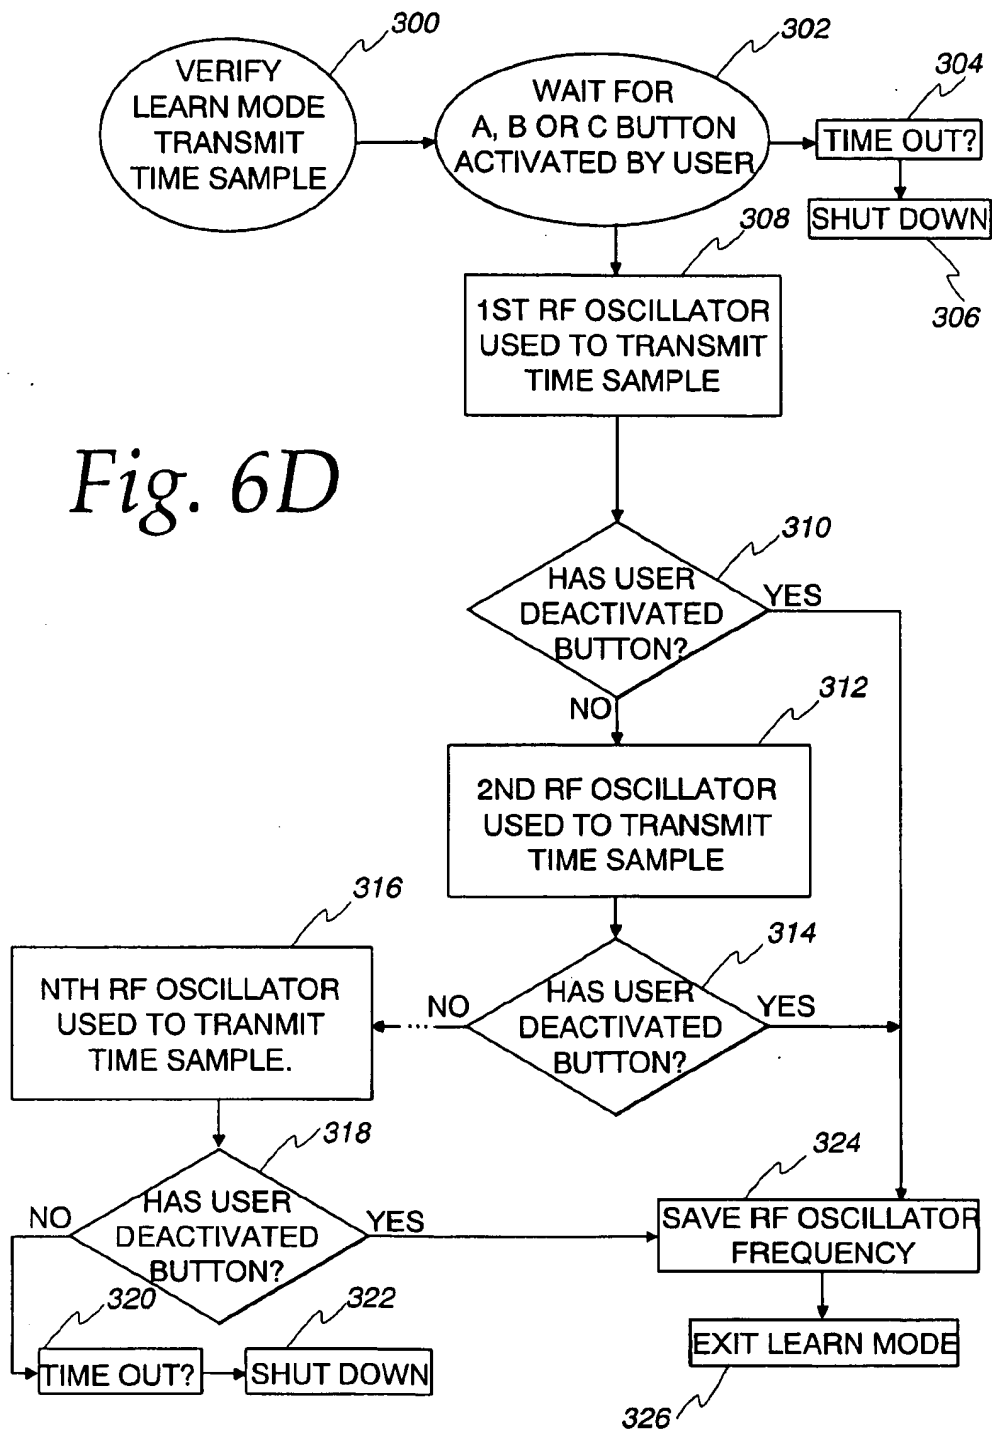 300
VERIFY
LEARN MODE
TRANSMIT
TIME SAMPLE
302
WAIT FOR
A, B OR C BUTTON
ACTIVATED BY USER
304
TIME OUT?
SHUT DOWN
306
308
1ST RF OSCILLATOR
USED TO TRANSMIT
TIME SAMPLE
Fig. 6D
310
HAS USER
DEACTIVATED
BUTTON?
YES
NO
312
2ND RF OSCILLATOR
USED TO TRANSMIT
TIME SAMPLE
314
HAS USER
DEACTIVATED
BUTTON?
YES
NO
316
NTH RF OSCILLATOR
USED TO TRANMIT
TIME SAMPLE.
318
HAS USER
DEACTIVATED
BUTTON?
NO
YES
320
TIME OUT?
322
SHUT DOWN
324
SAVE RF OSCILLATOR
FREQUENCY
EXIT LEARN MODE
326